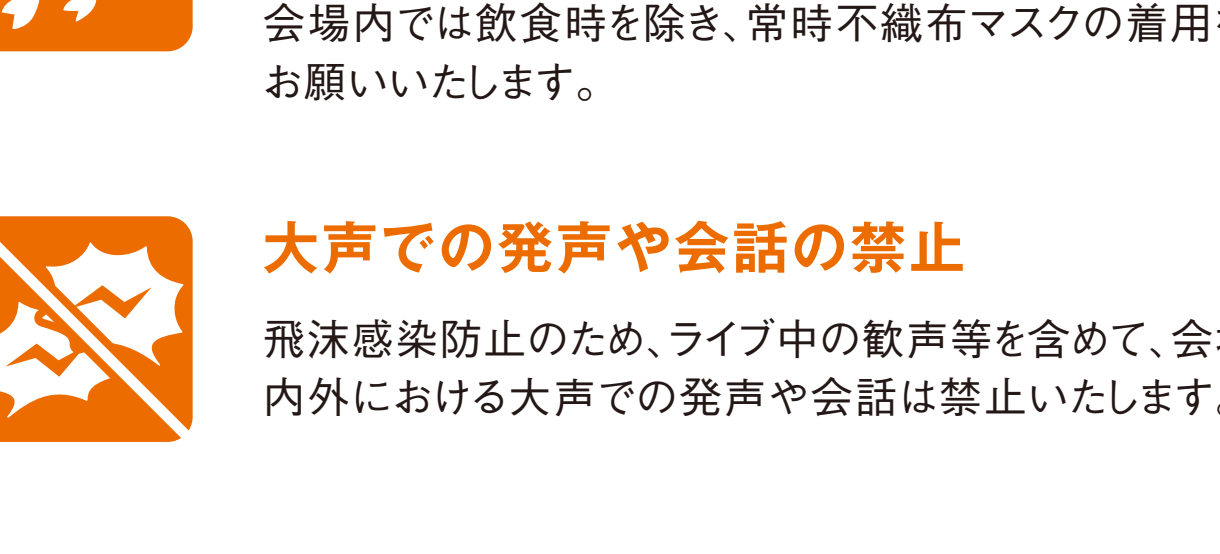 会場内では飲食時を除き、常時不織布マスクの着用を
お願いいたします。
大声での発声や会話の禁止
飛沫感染防止のため、ライブ中の歓声等を含めて、会場
内外における大声での発声や会話は禁止いたします。